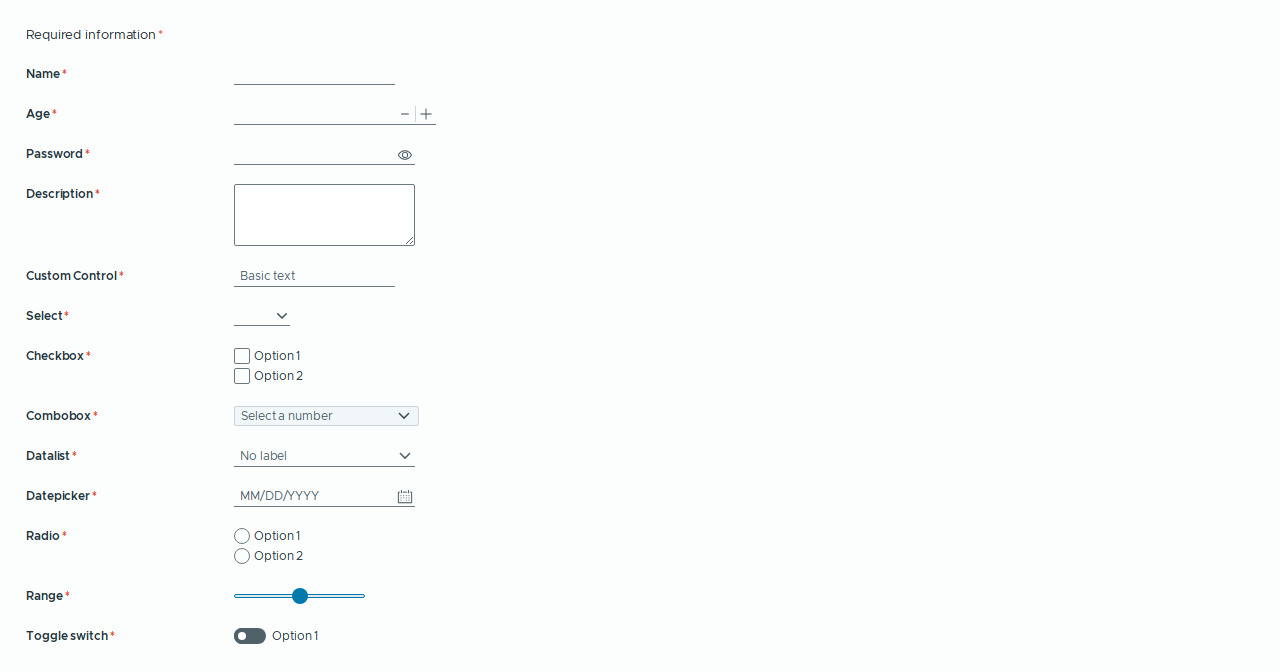 Required information *
Name *
Age *
Password *
Description *
Custom Control * Basic text
Select *
Checkbox * Option 1
Option 2
Combobox * Select a number
Datalist * No label
Datepicker * MM/DD/YYYY
Radio * Option 1
Option 2
Range *
Toggle switch * Option 1